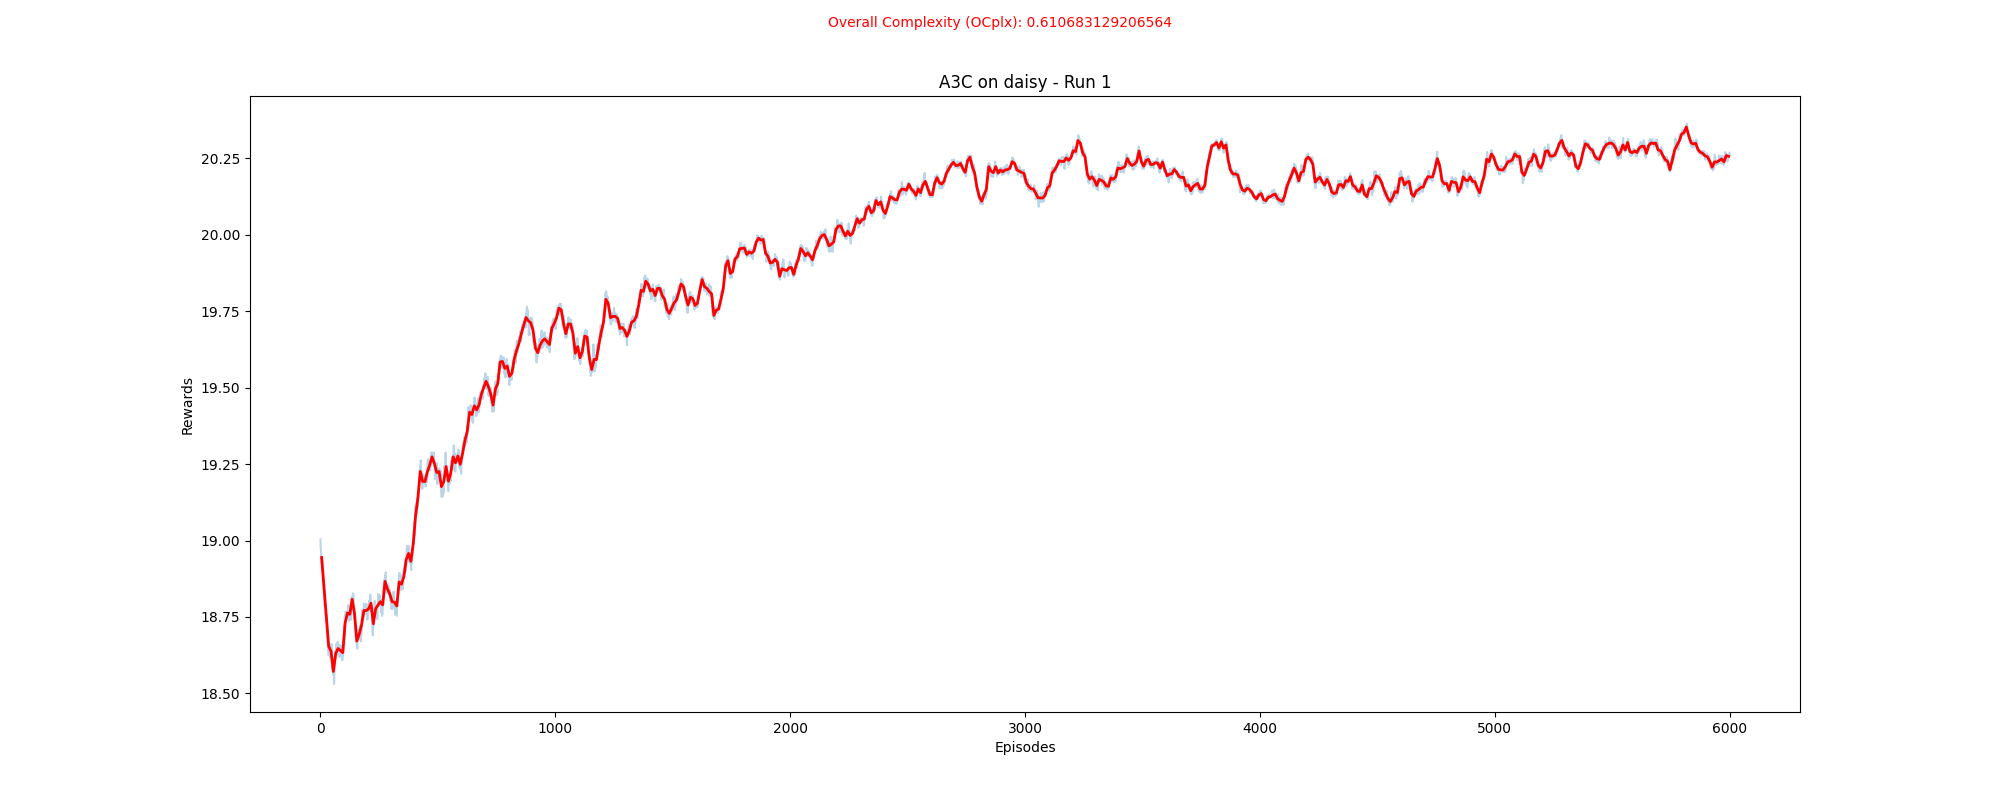 Overall Complexity (OCplx): 0.610683129206564
A3C on daisy - Run 1
Rewards
20.25
20.00
19.75
19.50
19.25
19.00
18.75
18.50
0 1000 2000 3000 4000 5000 6000
Episodes